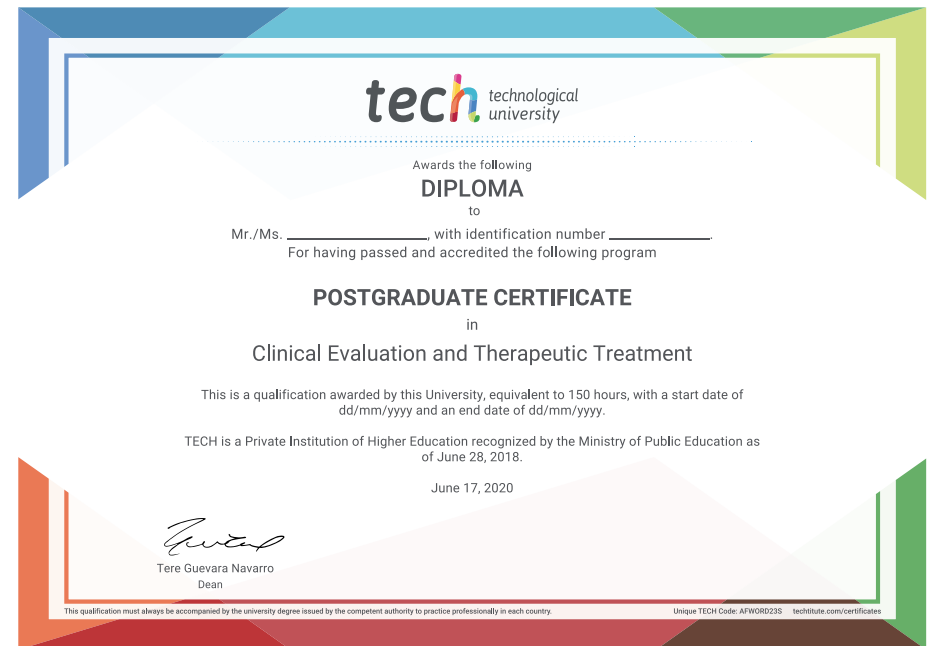 tech technological
university
Awards the following
DIPLOMA
to
Mr./Ms. ____________________, with identification number ______________.
For having passed and accredited the following program
POSTGRADUATE CERTIFICATE
in
Clinical Evaluation and Therapeutic Treatment
This is a qualification awarded by this University, equivalent to 150 hours, with a start date of
dd/mm/yyyy and an end date of dd/mm/yyyy.
TECH is a Private Institution of Higher Education recognized by the Ministry of Public Education as
of June 28, 2018.
June 17, 2020
Tere Guevara Navarro
Dean
This qualification must always be accompanied by the university degree issued by the competent authority to practice professionally in each country. Unique TECH Code: AFWORD23S techtitute.com/certificates